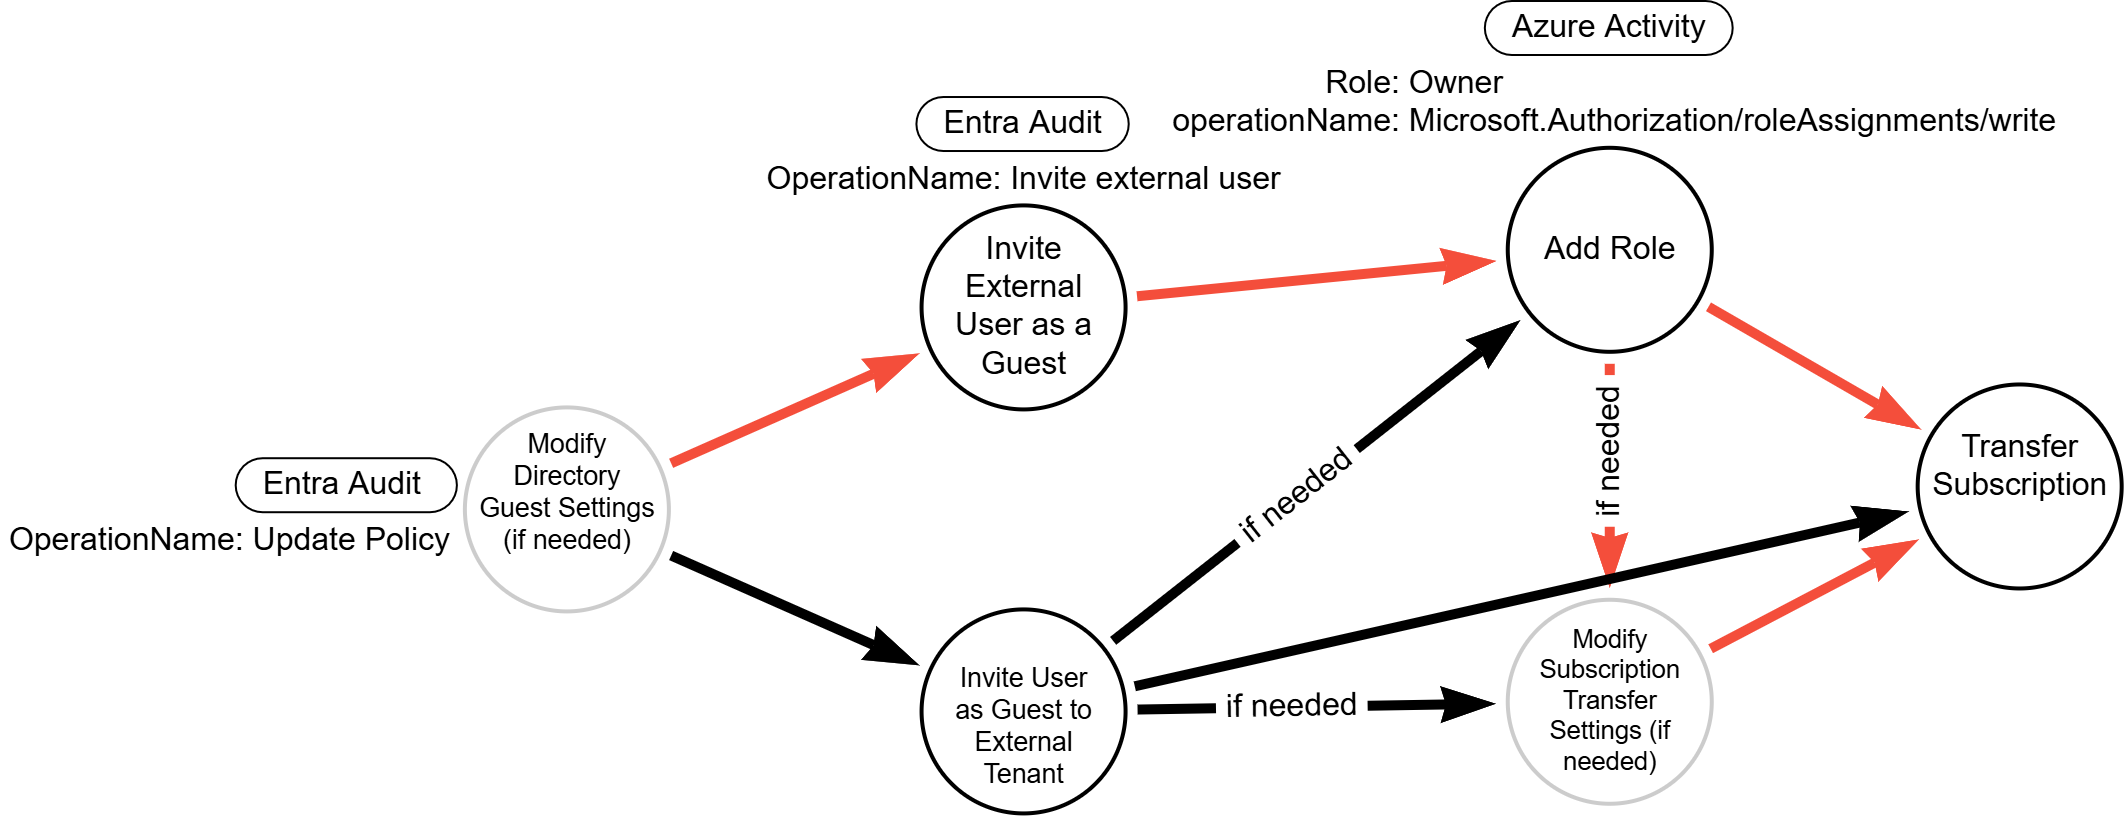 Azure Activity
Role: Owner
operationName: Microsoft.Authorization/roleAssignments/write
Entra Audit
OperationName: Invite external user
Invite
External
User as a
Guest
Add Role
Entra Audit
OperationName: Update Policy
Modify
Directory
Guest Settings
(if needed)
if needed
if needed
Transfer
Subscription
Invite User
as Guest to
External
Tenant
if needed
Modify
Subscription
Transfer
Settings (if
needed)